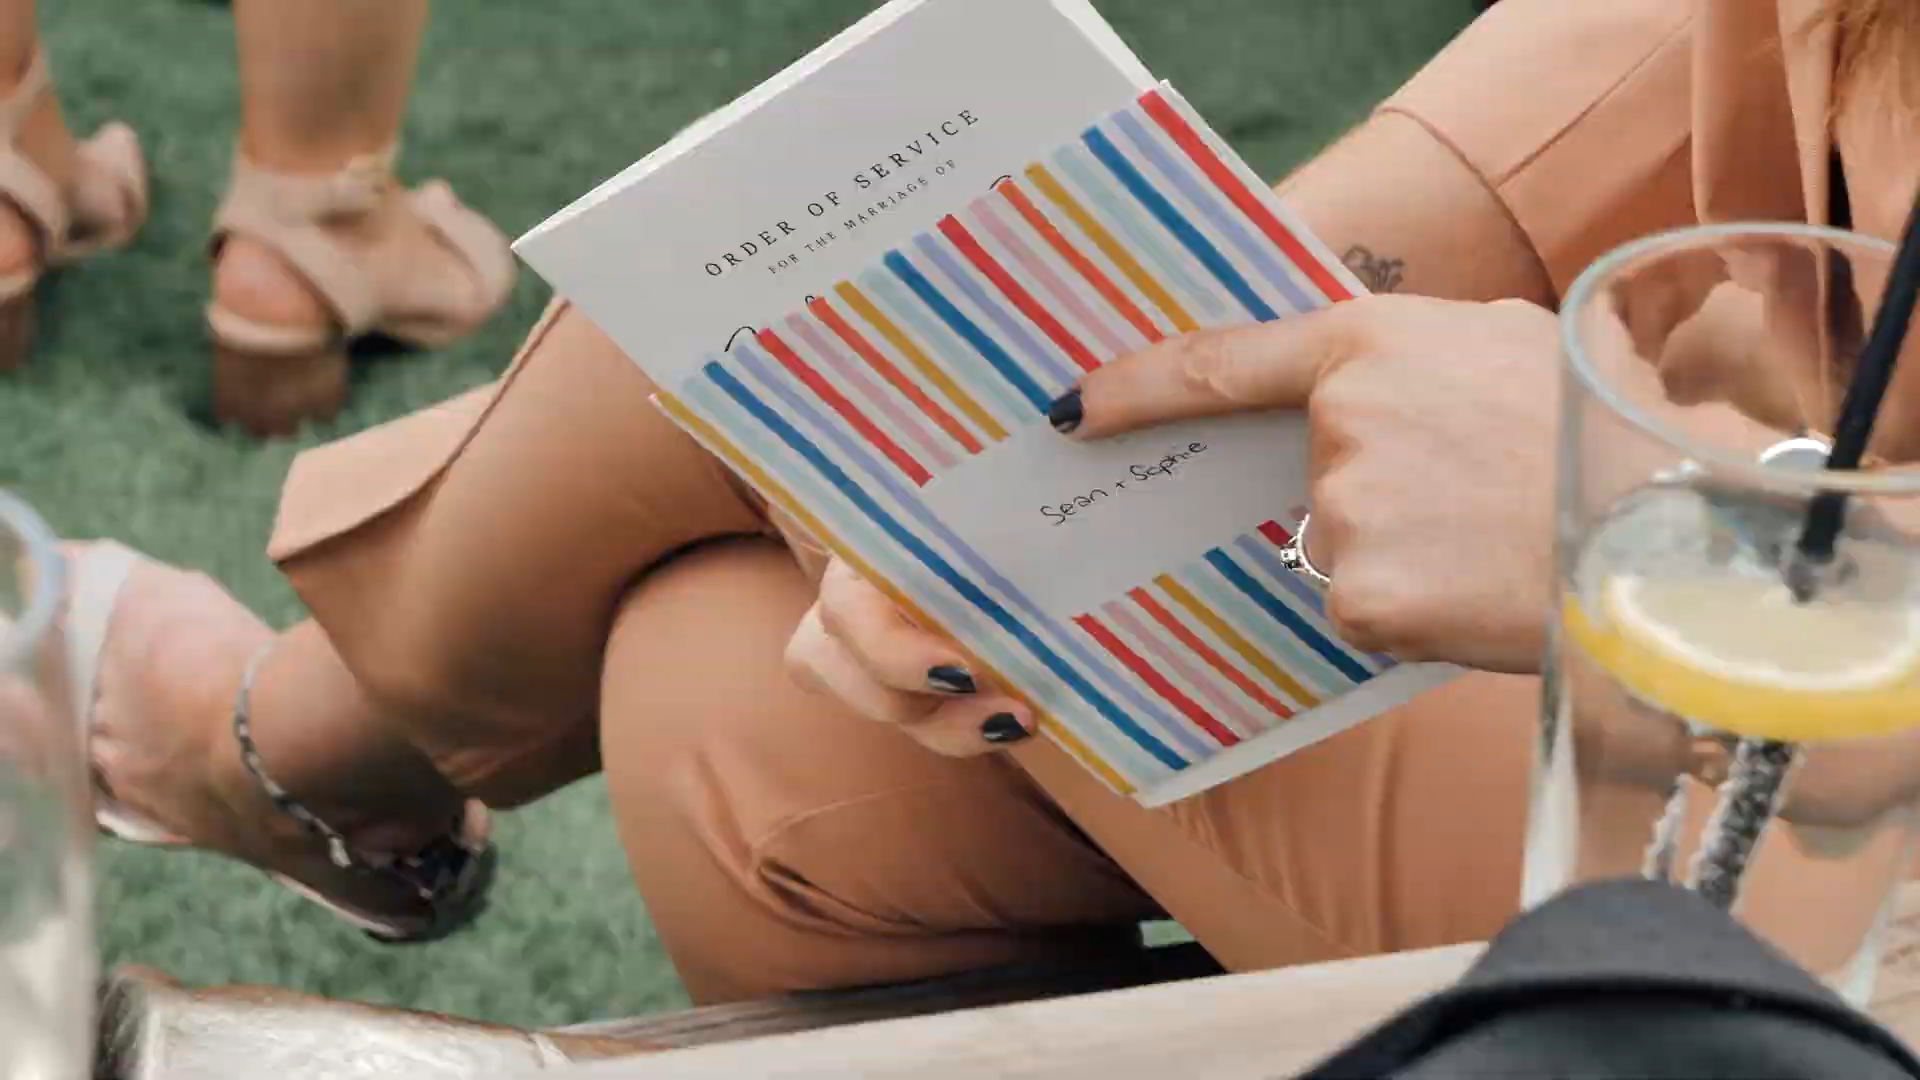 ORDER OF SERVICE
FOR THE MARRIAGE OF
Sean + Sophie